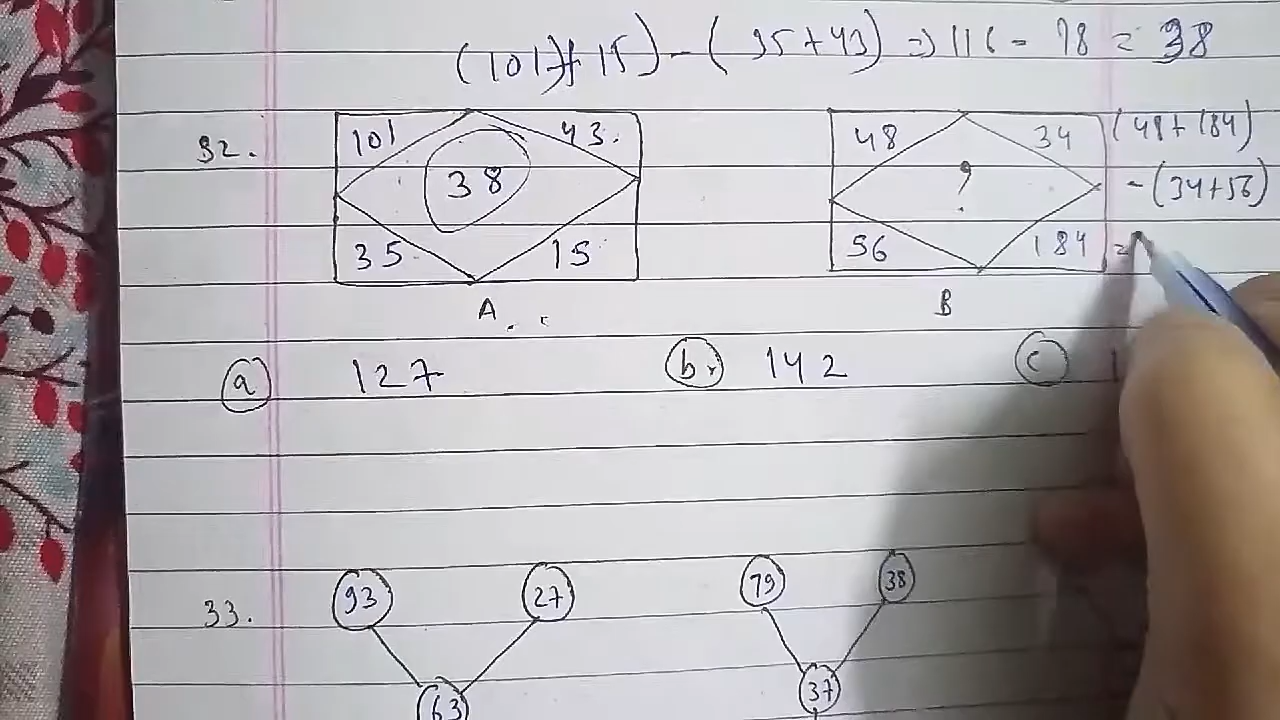 (101+15) - (35+43) => 116 - 78 = 38
32.
101 43.
38
35 15
A
48 34
?
56 184
B
(48+184)
- (34+56)
=
a 127 b. 142 c 1
33. 93 27 79 38
63 37